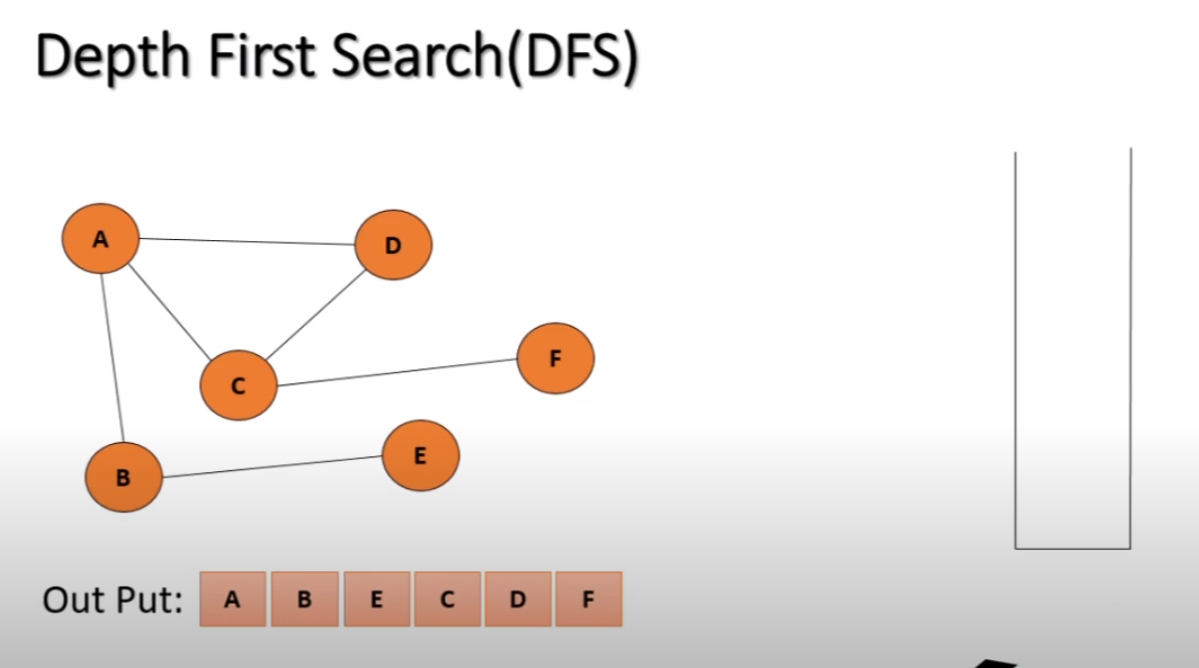 Depth First Search(DFS)
A
D
F
C
E
B
Out Put: A B E C D F